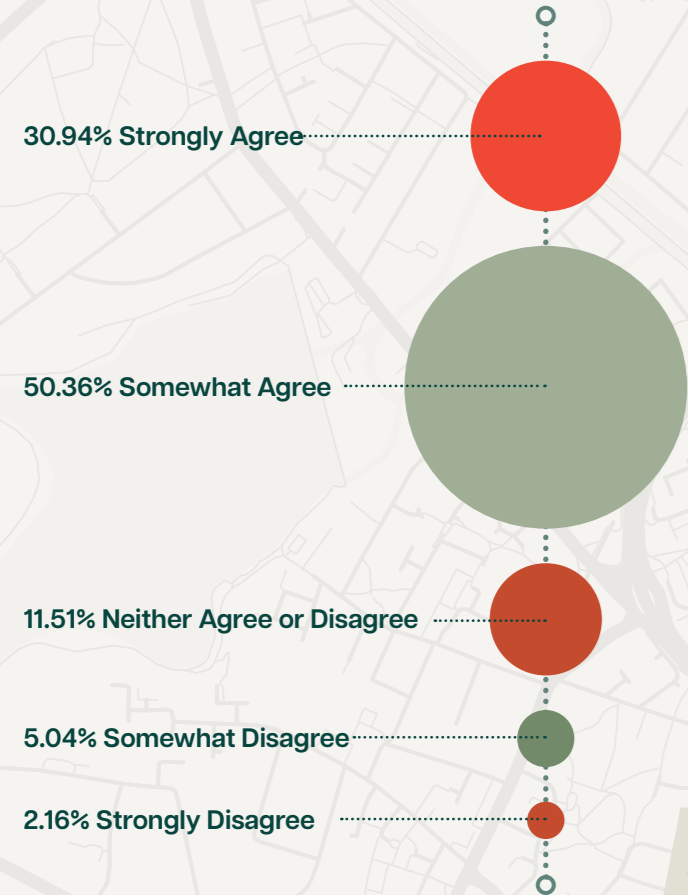 30.94% Strongly Agree
50.36% Somewhat Agree
11.51% Neither Agree or Disagree
5.04% Somewhat Disagree
2.16% Strongly Disagree